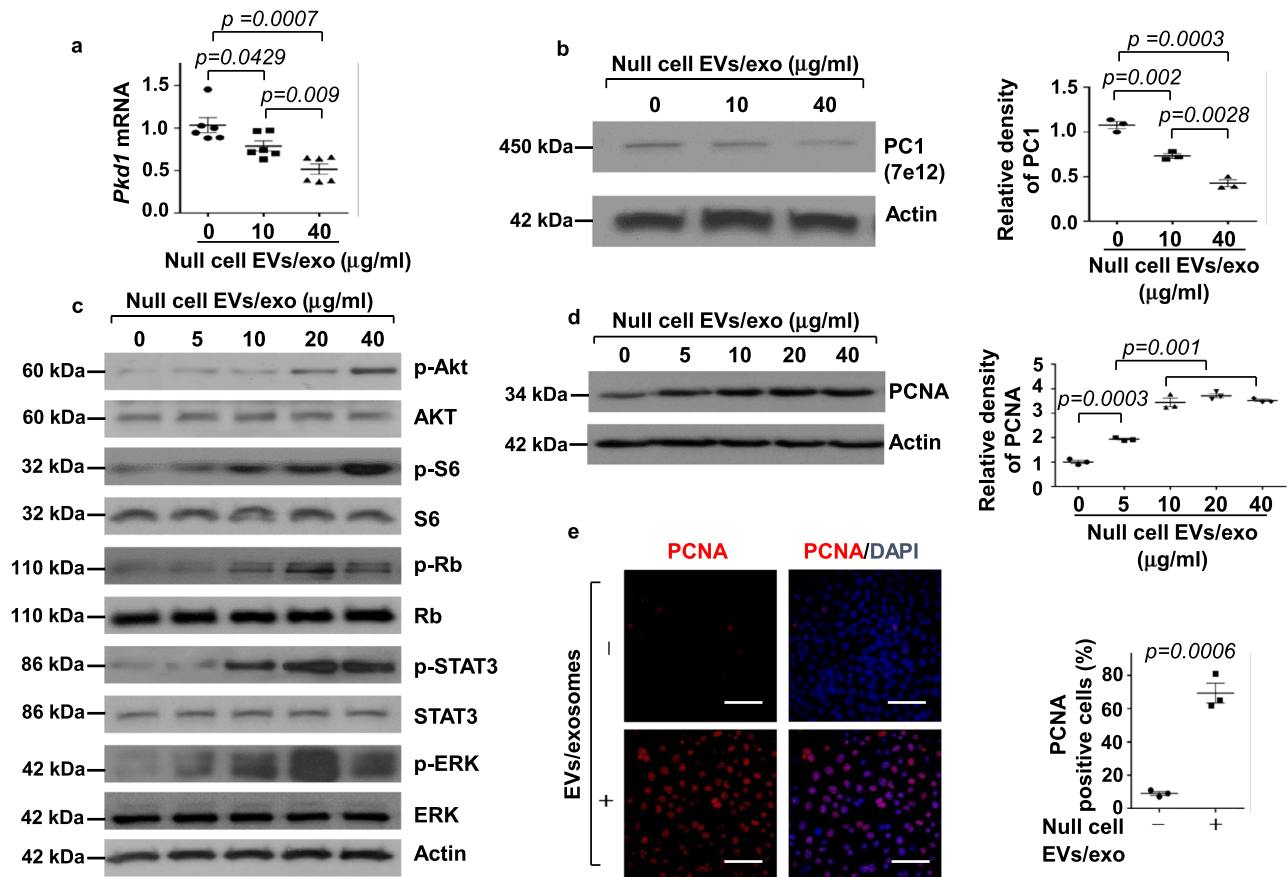 a
p =0.0007
p=0.0429
p=0.009
Pkd1 mRNA
1.5
1.0
0.5
0.0
0 10 40
Null cell EVs/exo (μg/ml)
b
Null cell EVs/exo (μg/ml)
0 10 40
450 kDa
PC1
(7e12)
42 kDa
Actin
p =0.0003
p=0.002
p=0.0028
Relative density
of PC1
1.5
1.0
0.5
0.0
0 10 40
Null cell EVs/exo
(μg/ml)
c
Null cell EVs/exo (μg/ml)
0 5 10 20 40
60 kDa p-Akt
60 kDa AKT
32 kDa p-S6
32 kDa S6
110 kDa p-Rb
110 kDa Rb
86 kDa p-STAT3
86 kDa STAT3
42 kDa p-ERK
42 kDa ERK
42 kDa Actin
d
Null cell EVs/exo (μg/ml)
0 5 10 20 40
34 kDa PCNA
42 kDa Actin
p=0.001
p=0.0003
Relative density
of PCNA
5
4
3
2
1
0
0 5 10 20 40
Null cell EVs/exo
(μg/ml)
e
PCNA PCNA/DAPI
EVs/exosomes
−
+
p=0.0006
PCNA
positive cells (%)
80
60
40
20
0
Null cell − +
EVs/exo